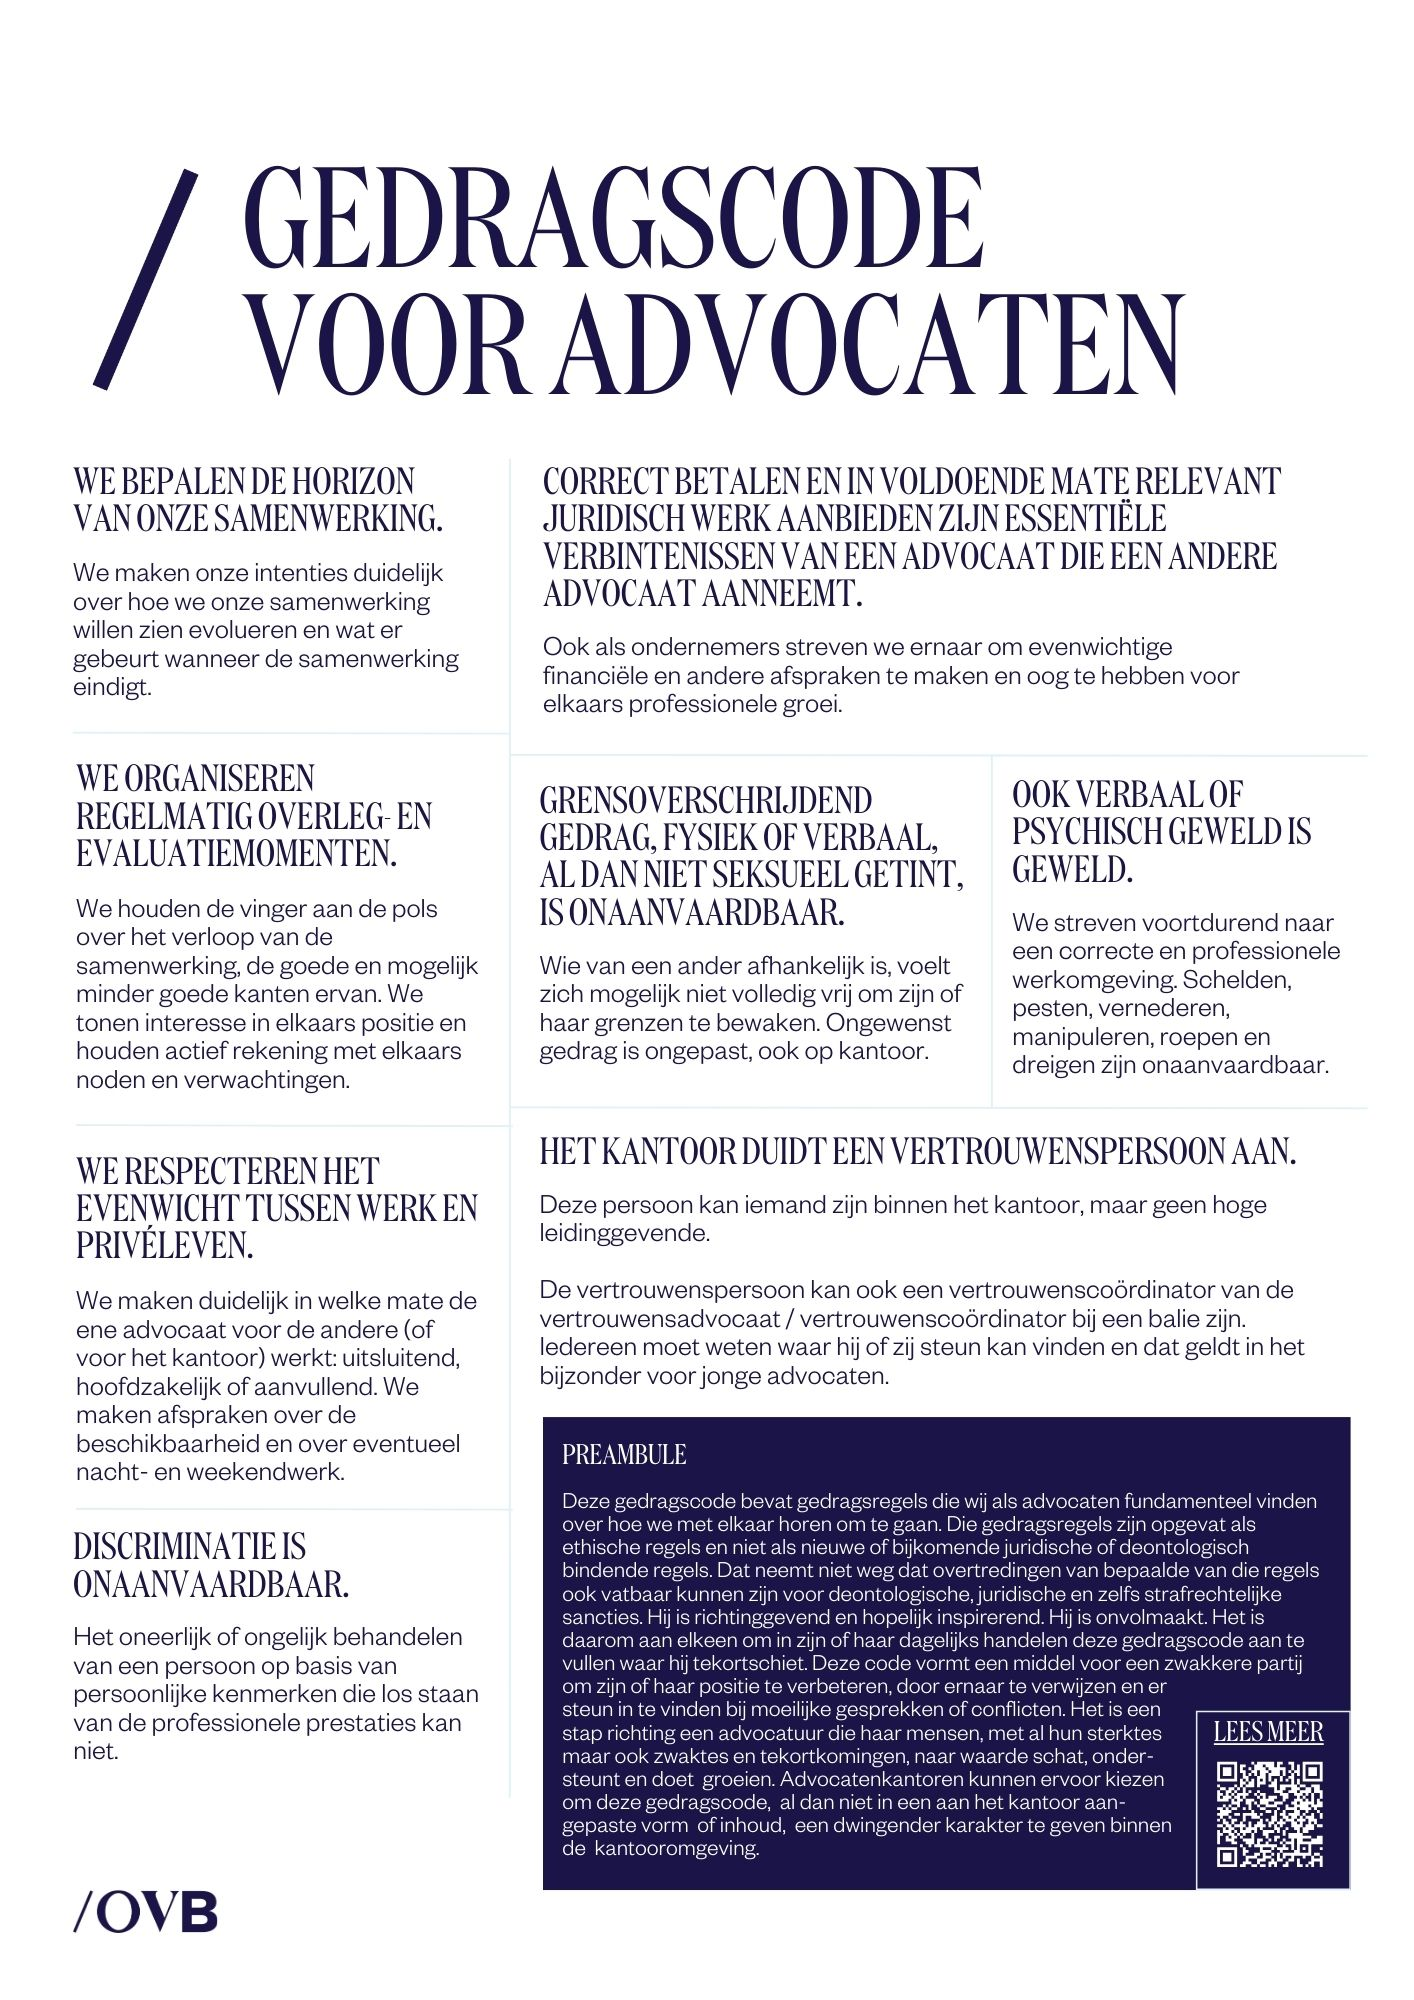 / GEDRAGSCODE
VOOR ADVOCATEN
WE BEPALEN DE HORIZON
VAN ONZE SAMENWERKING.
We maken onze intenties duidelijk
over hoe we onze samenwerking
willen zien evolueren en wat er
gebeurt wanneer de samenwerking
eindigt.
WE ORGANISEREN
REGELMATIG OVERLEG- EN
EVALUATIEMOMENTEN.
We houden de vinger aan de pols
over het verloop van de
samenwerking, de goede en mogelijk
minder goede kanten ervan. We
tonen interesse in elkaars positie en
houden actief rekening met elkaars
noden en verwachtingen.
WE RESPECTEREN HET
EVENWICHT TUSSEN WERK EN
PRIVÉLEVEN.
We maken duidelijk in welke mate de
ene advocaat voor de andere (of
voor het kantoor) werkt: uitsluitend,
hoofdzakelijk of aanvullend. We
maken afspraken over de
beschikbaarheid en over eventueel
nacht- en weekendwerk.
DISCRIMINATIE IS
ONAANVAARDBAAR.
Het oneerlijk of ongelijk behandelen
van een persoon op basis van
persoonlijke kenmerken die los staan
van de professionele prestaties kan
niet.
CORRECT BETALEN EN IN VOLDOENDE MATE RELEVANT
JURIDISCH WERK AANBIEDEN ZIJN ESSENTIËLE
VERBINTENISSEN VAN EEN ADVOCAAT DIE EEN ANDERE
ADVOCAAT AANNEEMT.
Ook als ondernemers streven we ernaar om evenwichtige
financiële en andere afspraken te maken en oog te hebben voor
elkaars professionele groei.
GRENSOVERSCHRIJDEND
GEDRAG, FYSIEK OF VERBAAL,
AL DAN NIET SEKSUEEL GETINT,
IS ONAANVAARDBAAR.
Wie van een ander afhankelijk is, voelt
zich mogelijk niet volledig vrij om zijn of
haar grenzen te bewaken. Ongewenst
gedrag is ongepast, ook op kantoor.
OOK VERBAAL OF
PSYCHISCH GEWELD IS
GEWELD.
We streven voortdurend naar
een correcte en professionele
werkomgeving. Schelden,
pesten, vernederen,
manipuleren, roepen en
dreigen zijn onaanvaardbaar.
HET KANTOOR DUIDT EEN VERTROUWENSPERSOON AAN.
Deze persoon kan iemand zijn binnen het kantoor, maar geen hoge
leidinggevende.
De vertrouwenspersoon kan ook een vertrouwenscoördinator van de
vertrouwensadvocaat / vertrouwenscoördinator bij een balie zijn.
Iedereen moet weten waar hij of zij steun kan vinden en dat geldt in het
bijzonder voor jonge advocaten.
PREAMBULE
Deze gedragscode bevat gedragsregels die wij als advocaten fundamenteel vinden
over hoe we met elkaar horen om te gaan. Die gedragsregels zijn opgevat als
ethische regels en niet als nieuwe of bijkomende juridische of deontologisch
bindende regels. Dat neemt niet weg dat overtredingen van bepaalde van die regels
ook vatbaar kunnen zijn voor deontologische, juridische en zelfs strafrechtelijke
sancties. Hij is richtinggevend en hopelijk inspirerend. Hij is onvolmaakt. Het is
daarom aan elkeen om in zijn of haar dagelijks handelen deze gedragscode aan te
vullen waar hij tekortschiet. Deze code vormt een middel voor een zwakkere partij
om zijn of haar positie te verbeteren, door ernaar te verwijzen en er
steun in te vinden bij moeilijke gesprekken of conflicten. Het is een
stap richting een advocatuur die haar mensen, met al hun sterktes
maar ook zwaktes en tekortkomingen, naar waarde schat, onder-
steunt en doet groeien. Advocatenkantoren kunnen ervoor kiezen
om deze gedragscode, al dan niet in een aan het kantoor aan-
gepaste vorm of inhoud, een dwingender karakter te geven binnen
de kantooromgeving.
LEES MEER
/OVB